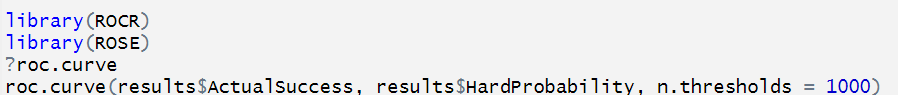 library(ROCR)
library(ROSE)
?roc.curve
roc.curve(results$ActualSuccess, results$HardProbability, n.thresholds = 1000)